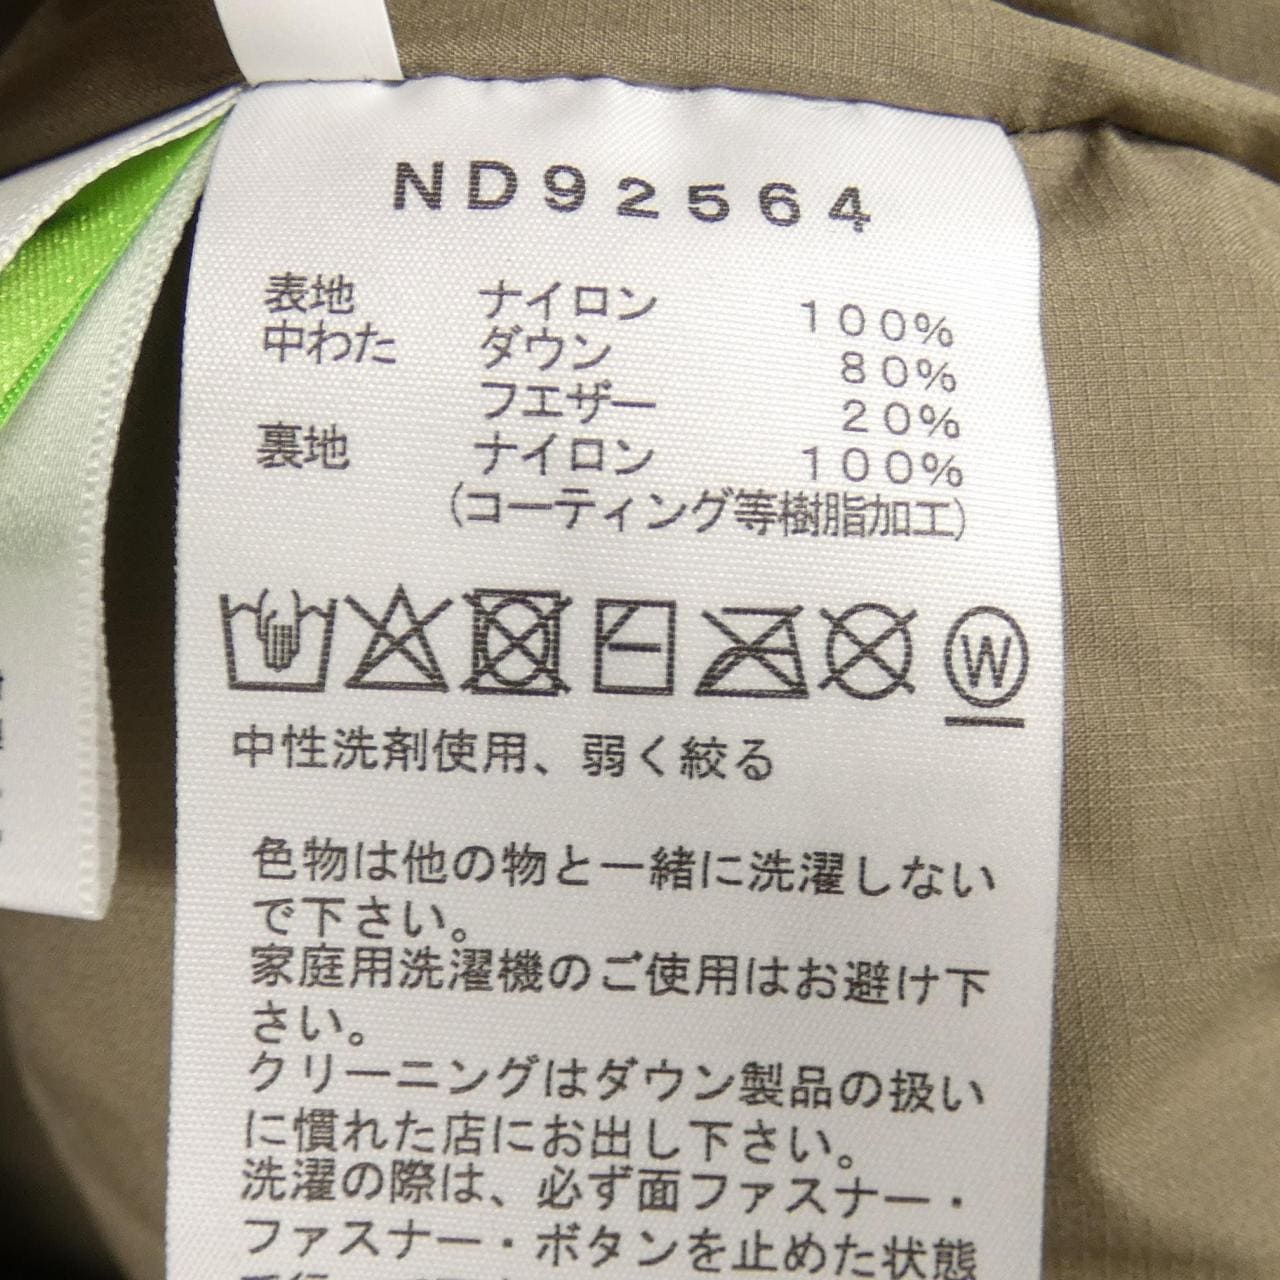 ND92564
表地 ナイロン 100%
中わた ダウン 80%
フエザー 20%
裏地 ナイロン 100%
(コーティング等樹脂加工)
W
中性洗剤使用、弱く絞る
色物は他の物と一緒に洗濯しない
で下さい。
家庭用洗濯機のご使用はお避け下
さい。
クリーニングはダウン製品の扱い
に慣れた店にお出し下さい。
洗濯の際は、必ず面ファスナー・
ファスナー・ボタンを止めた状態